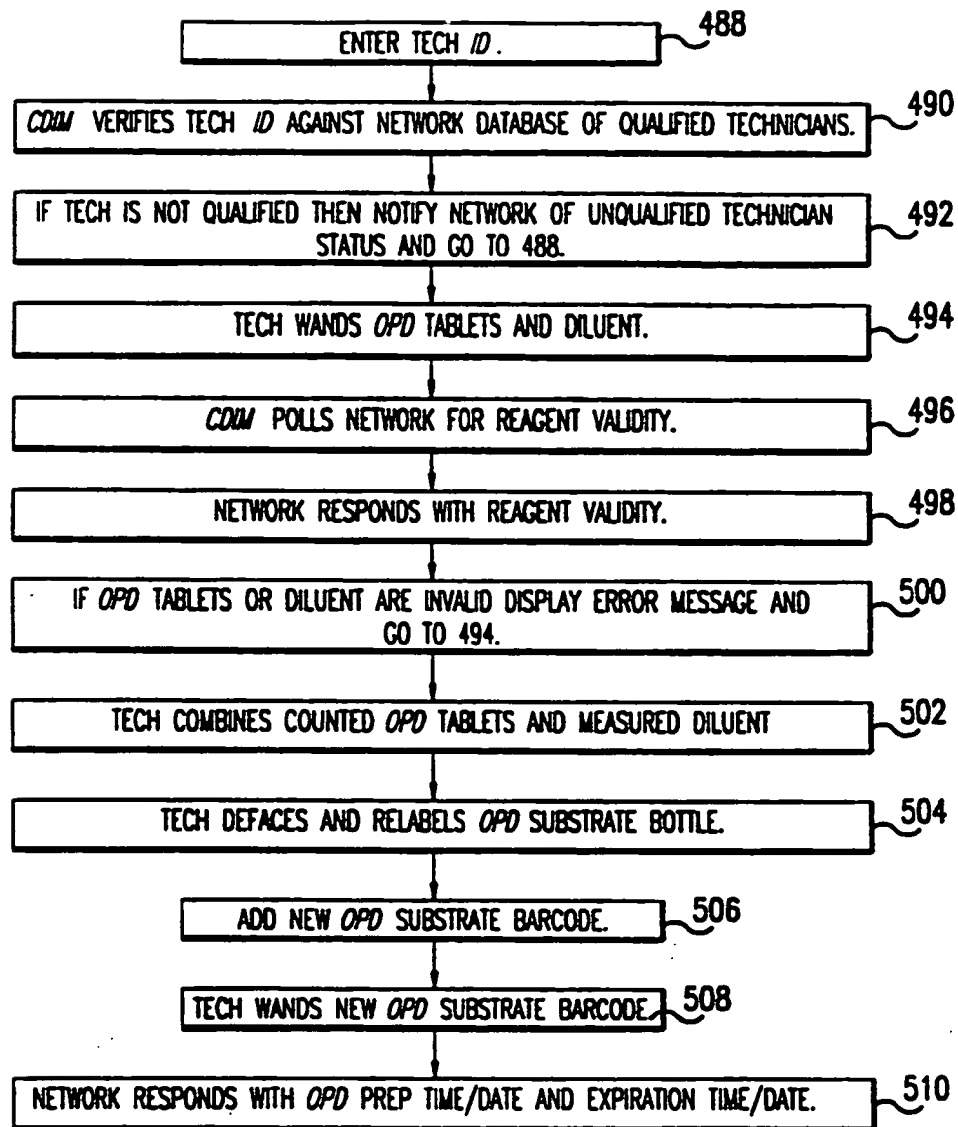 ENTER TECH ID.
488
CDIM VERIFIES TECH ID AGAINST NETWORK DATABASE OF QUALIFIED TECHNICIANS.
490
IF TECH IS NOT QUALIFIED THEN NOTIFY NETWORK OF UNQUALIFIED TECHNICIAN
STATUS AND GO TO 488.
492
TECH WANDS OPD TABLETS AND DILUENT.
494
CDIM POLLS NETWORK FOR REAGENT VALIDITY.
496
NETWORK RESPONDS WITH REAGENT VALIDITY.
498
IF OPD TABLETS OR DILUENT ARE INVALID DISPLAY ERROR MESSAGE AND
GO TO 494.
500
TECH COMBINES COUNTED OPD TABLETS AND MEASURED DILUENT
502
TECH DEFACES AND RELABELS OPD SUBSTRATE BOTTLE.
504
ADD NEW OPD SUBSTRATE BARCODE.
506
TECH WANDS NEW OPD SUBSTRATE BARCODE.
508
NETWORK RESPONDS WITH OPD PREP TIME/DATE AND EXPIRATION TIME/DATE.
510